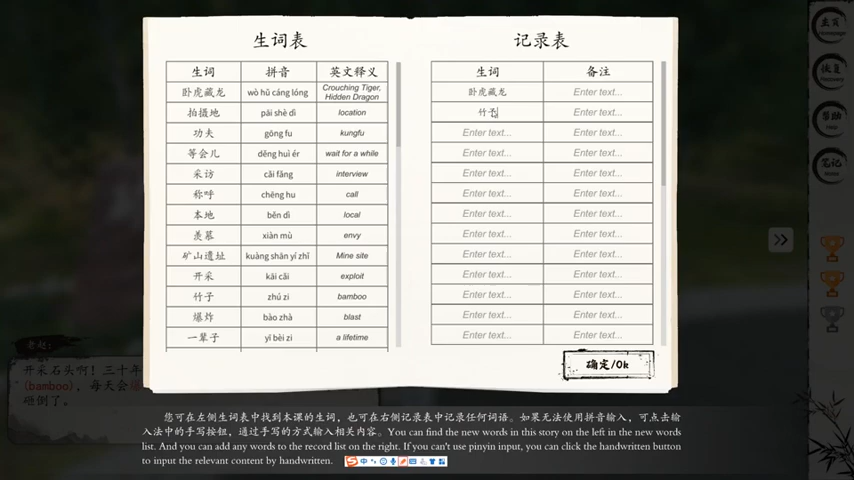 生词表
生词 拼音 英文释义
卧虎藏龙 wò hǔ cáng lóng Crouching Tiger, Hidden Dragon
拍摄地 pāi shè dì location
功夫 gōng fu kungfu
等会儿 děng huì ér wait for a while
采访 cǎi fǎng interview
称呼 chēng hu call
本地 běn dì local
羡慕 xiàn mù envy
矿山遗址 kuàng shān yí zhǐ Mine site
开采 kāi cǎi exploit
竹子 zhú zi bamboo
爆炸 bào zhà blast
一辈子 yí bèi zi a lifetime
记录表
生词 备注
卧虎藏龙 Enter text...
竹子 Enter text...
Enter text... Enter text...
Enter text... Enter text...
Enter text... Enter text...
Enter text... Enter text...
Enter text... Enter text...
Enter text... Enter text...
Enter text... Enter text...
Enter text... Enter text...
Enter text... Enter text...
Enter text... Enter text...
Enter text... Enter text...
确定/Ok
主页
恢复
帮助
笔记
老赵:
开采石头啊！三十年
(bamboo)，每天会
砸倒了。
您可在左侧生词表中找到本课的生词，也可在右侧记录表中记录任何词语。如果无法使用拼音输入，可点击输
入法中的手写按钮，通过手写的方式输入相关内容。You can find the new words in this story on the left in the new words
list. And you can add any words to the record list on the right. If you can't use pinyin input, you can click the handwritten button
to input the relevant content by handwritten.
中